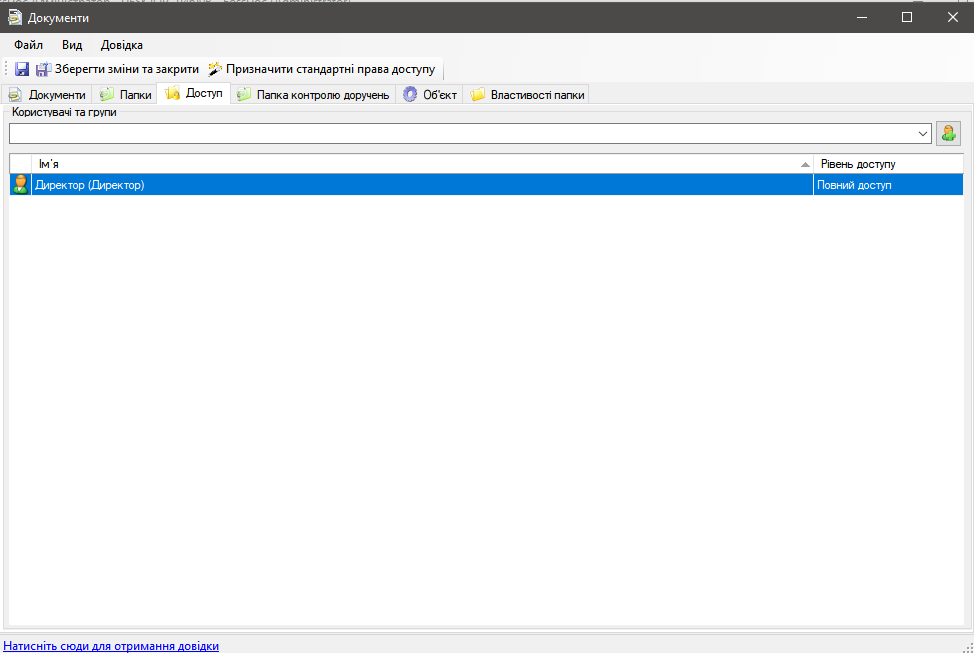 Документи
Файл Вид Довідка
Зберегти зміни та закрити Призначити стандартні права доступу
Документи Папки Доступ Папка контролю доручень Об'єкт Властивості папки
Користувачі та групи
Ім'я Рівень доступу
Директор (Директор) Повний доступ
Натисніть сюди для отримання довідки